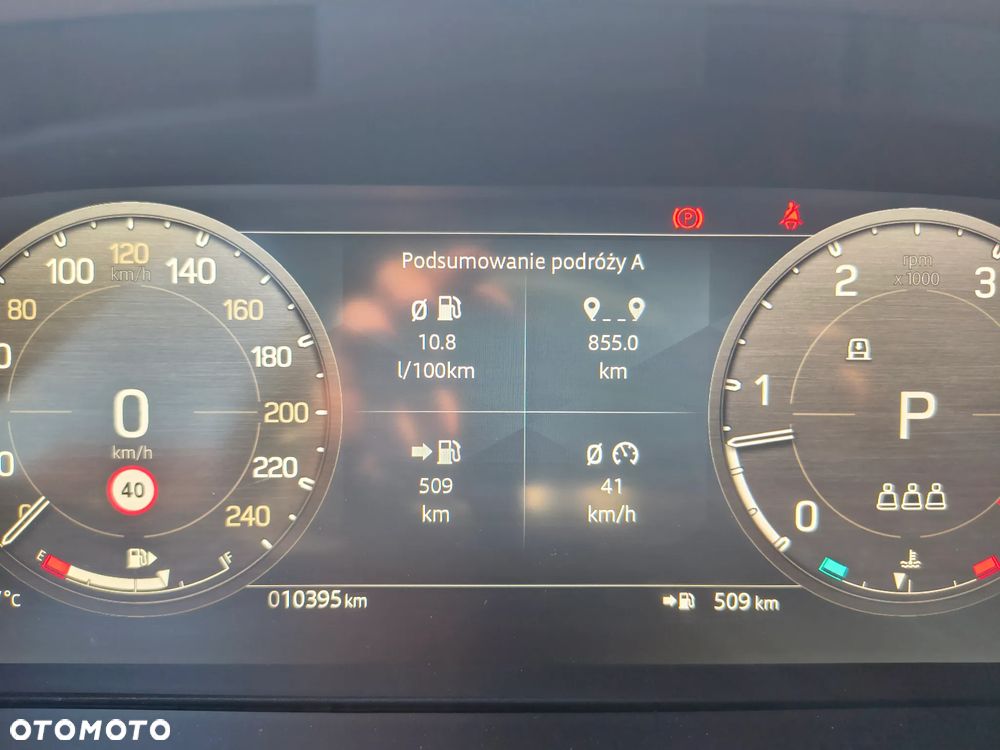 100
120
km/h
140
80
160
180
200
220
240
0
km/h
40
E
F
Podsumowanie podróży A
Ø
10.8
l/100km
855.0
km
509
km
Ø
41
km/h
P
rpm
x 1000
2
3
1
0
P
°C
010395 km
509 km
OTOMOTO